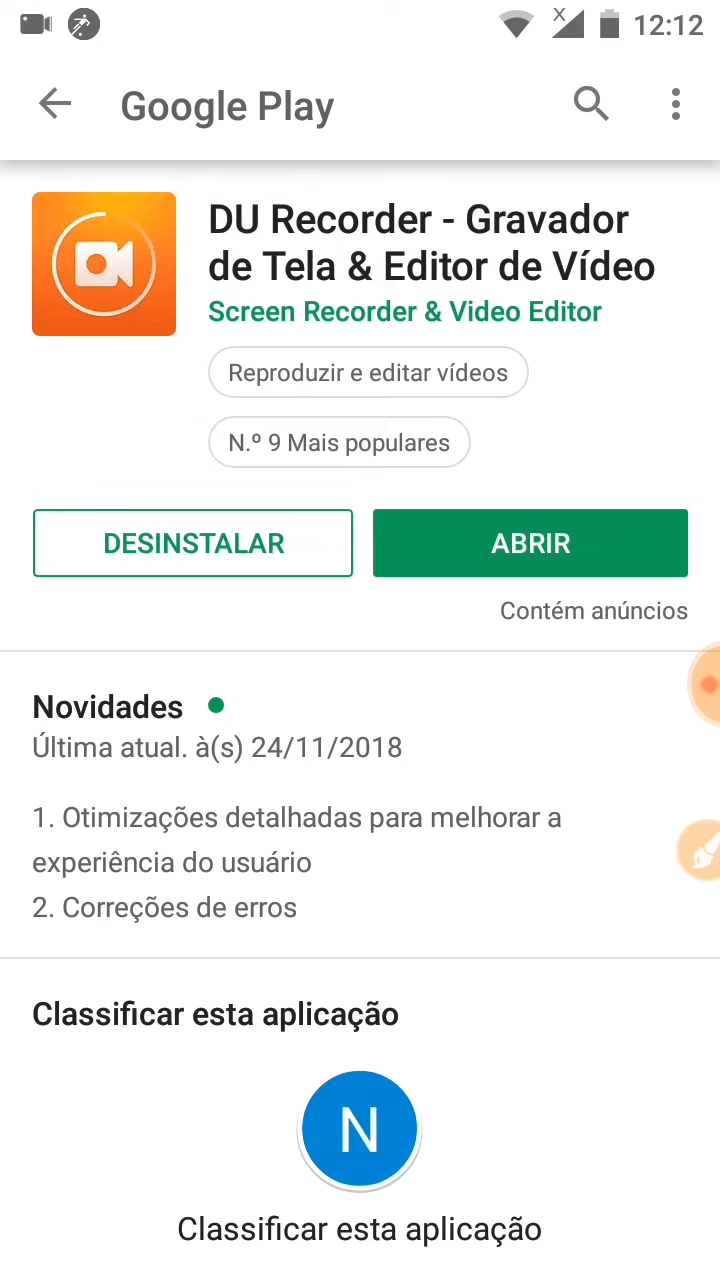 12:12
Google Play
DU Recorder - Gravador
de Tela & Editor de Vídeo
Screen Recorder & Video Editor
Reproduzir e editar vídeos
N.º 9 Mais populares
DESINSTALAR
ABRIR
Contém anúncios
Novidades
Última atual. à(s) 24/11/2018
1. Otimizações detalhadas para melhorar a
experiência do usuário
2. Correções de erros
Classificar esta aplicação
N
Classificar esta aplicação